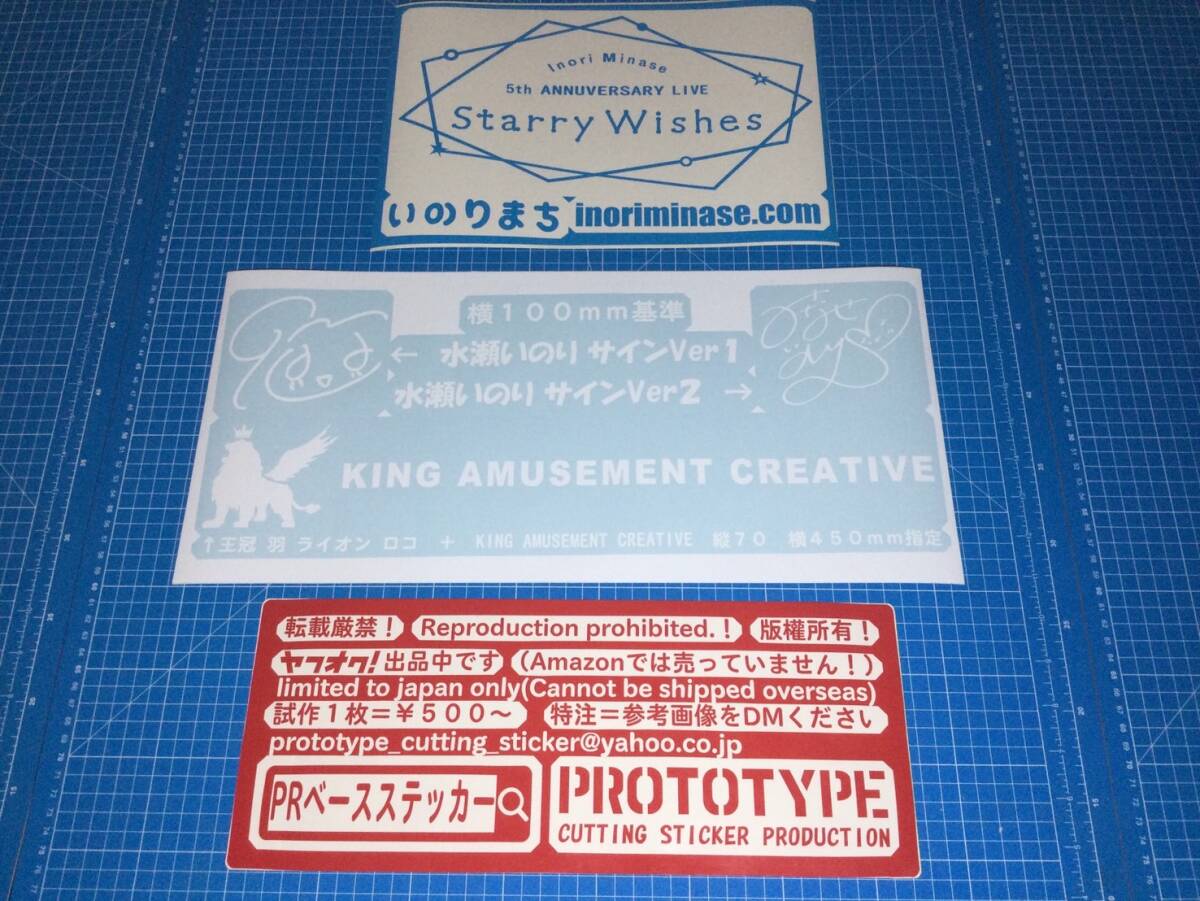 Inori Minase
5th ANNUVERSARY LIVE
Starry Wishes
いのりまち inoriminase.com
横100mm基準
← 水瀬いのり サインVer1
水瀬いのり サインVer2 →
KING AMUSEMENT CREATIVE
↑王冠 羽 ライオン ロコ + KING AMUSEMENT CREATIVE 縦70 横450mm指定
転載厳禁! Reproduction prohibited.! 版權所有!
ヤフオク!出品中です (Amazonでは売っていません!)
limited to japan only(Cannot be shipped overseas)
試作1枚=¥500~ 特注=参考画像をDMください
prototype_cutting_sticker@yahoo.co.jp
PRベースステッカー
PROTOTYPE
CUTTING STICKER PRODUCTION